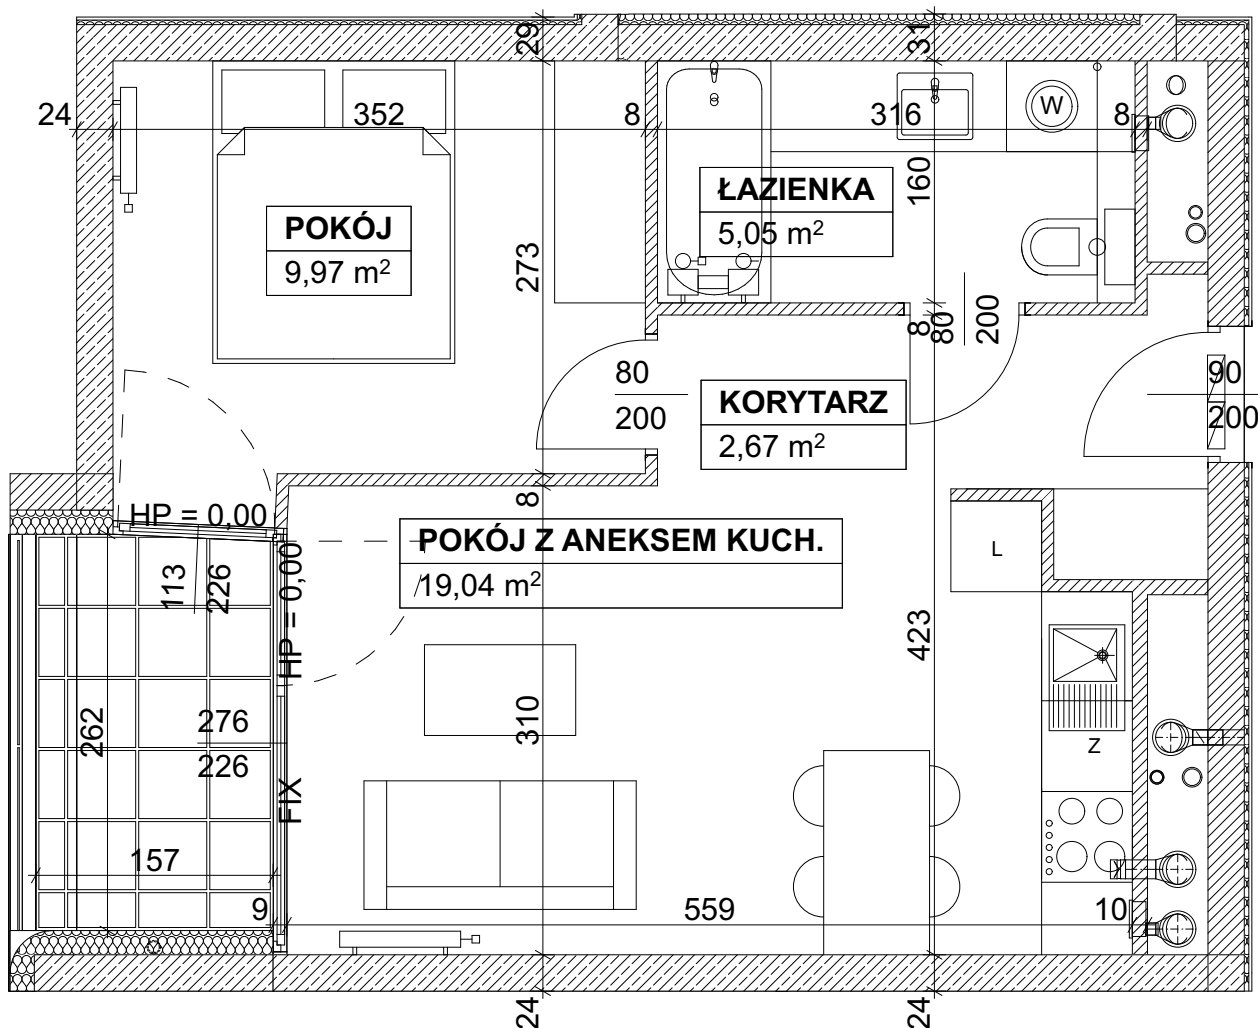 29
31
24
352
8
316
8
W
ŁAZIENKA
5,05 m²
160
POKÓJ
9,97 m²
273
8
80
200
80
200
KORYTARZ
2,67 m²
90
200
HP = 0,00
8
POKÓJ Z ANEKSEM KUCH.
19,04 m²
L
113
226
HP = 0,00
423
262
276
226
310
Z
FIX
157
9
559
10
24
24